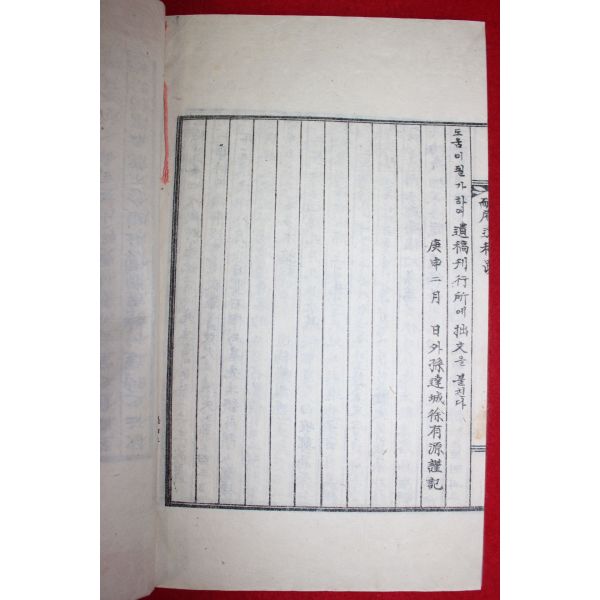 도움이 될가 하여 遺稿刊行所에 拙文을 붙친다
庚申二月 日 外孫達城徐有源謹記